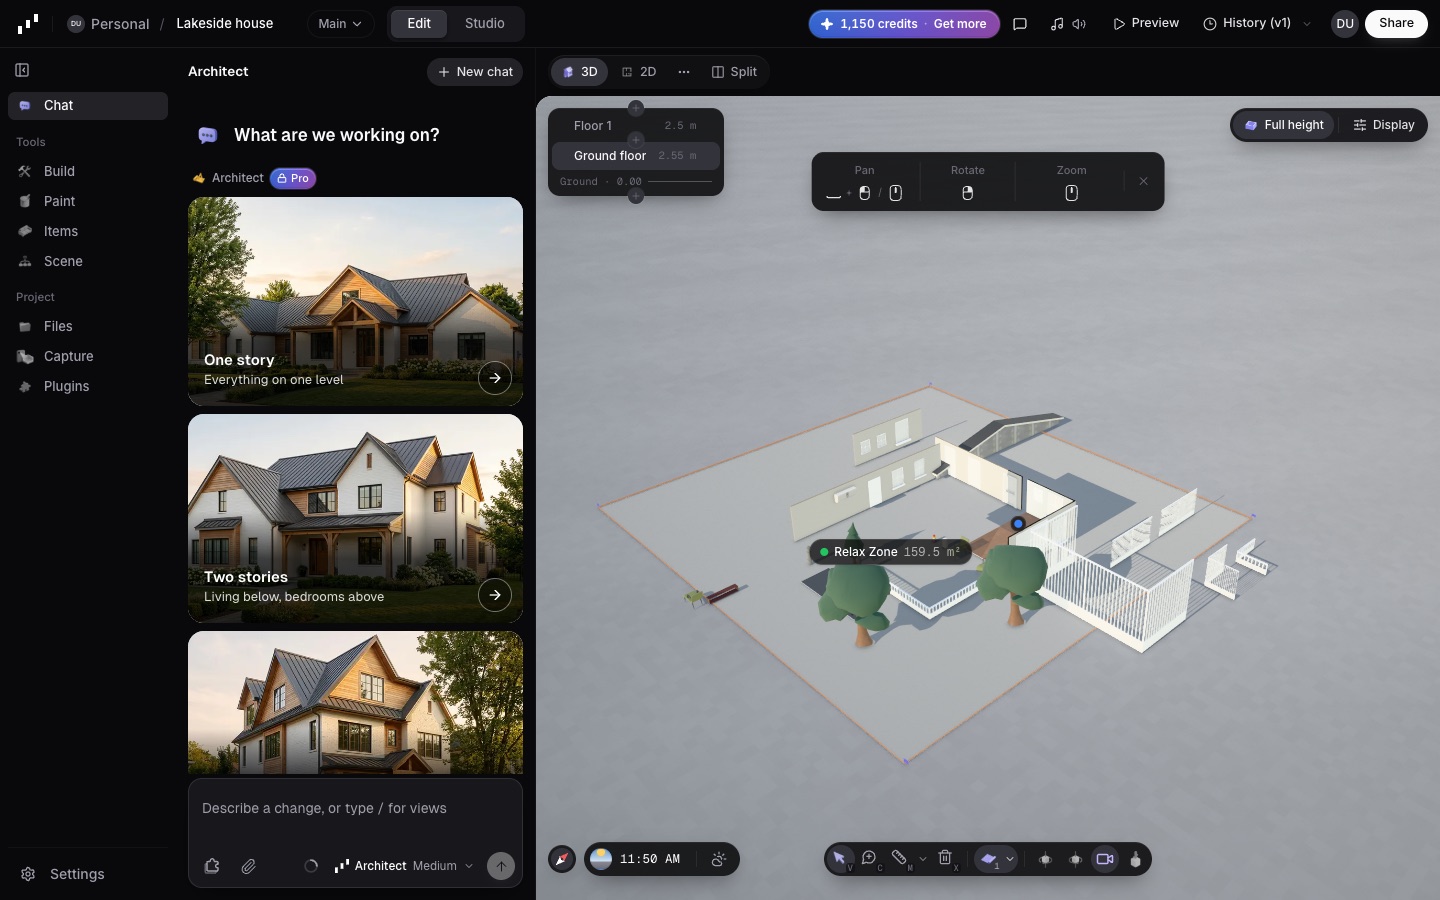 DU Personal / Lakeside house
Main
Edit
Studio
1,150 credits · Get more
Preview
History (v1)
DU
Share
Chat
Tools
Build
Paint
Items
Scene
Project
Files
Capture
Plugins
Settings
Architect
New chat
What are we working on?
Architect
Pro
One story
Everything on one level
Two stories
Living below, bedrooms above
Describe a change, or type / for views
Architect Medium
3D
2D
Split
Floor 1 2.5 m
Ground floor 2.55 m
Ground · 0.00
Pan
Rotate
Zoom
+ /
Full height
Display
Relax Zone 159.5 m²
11:50 AM
V
C
M
X
1